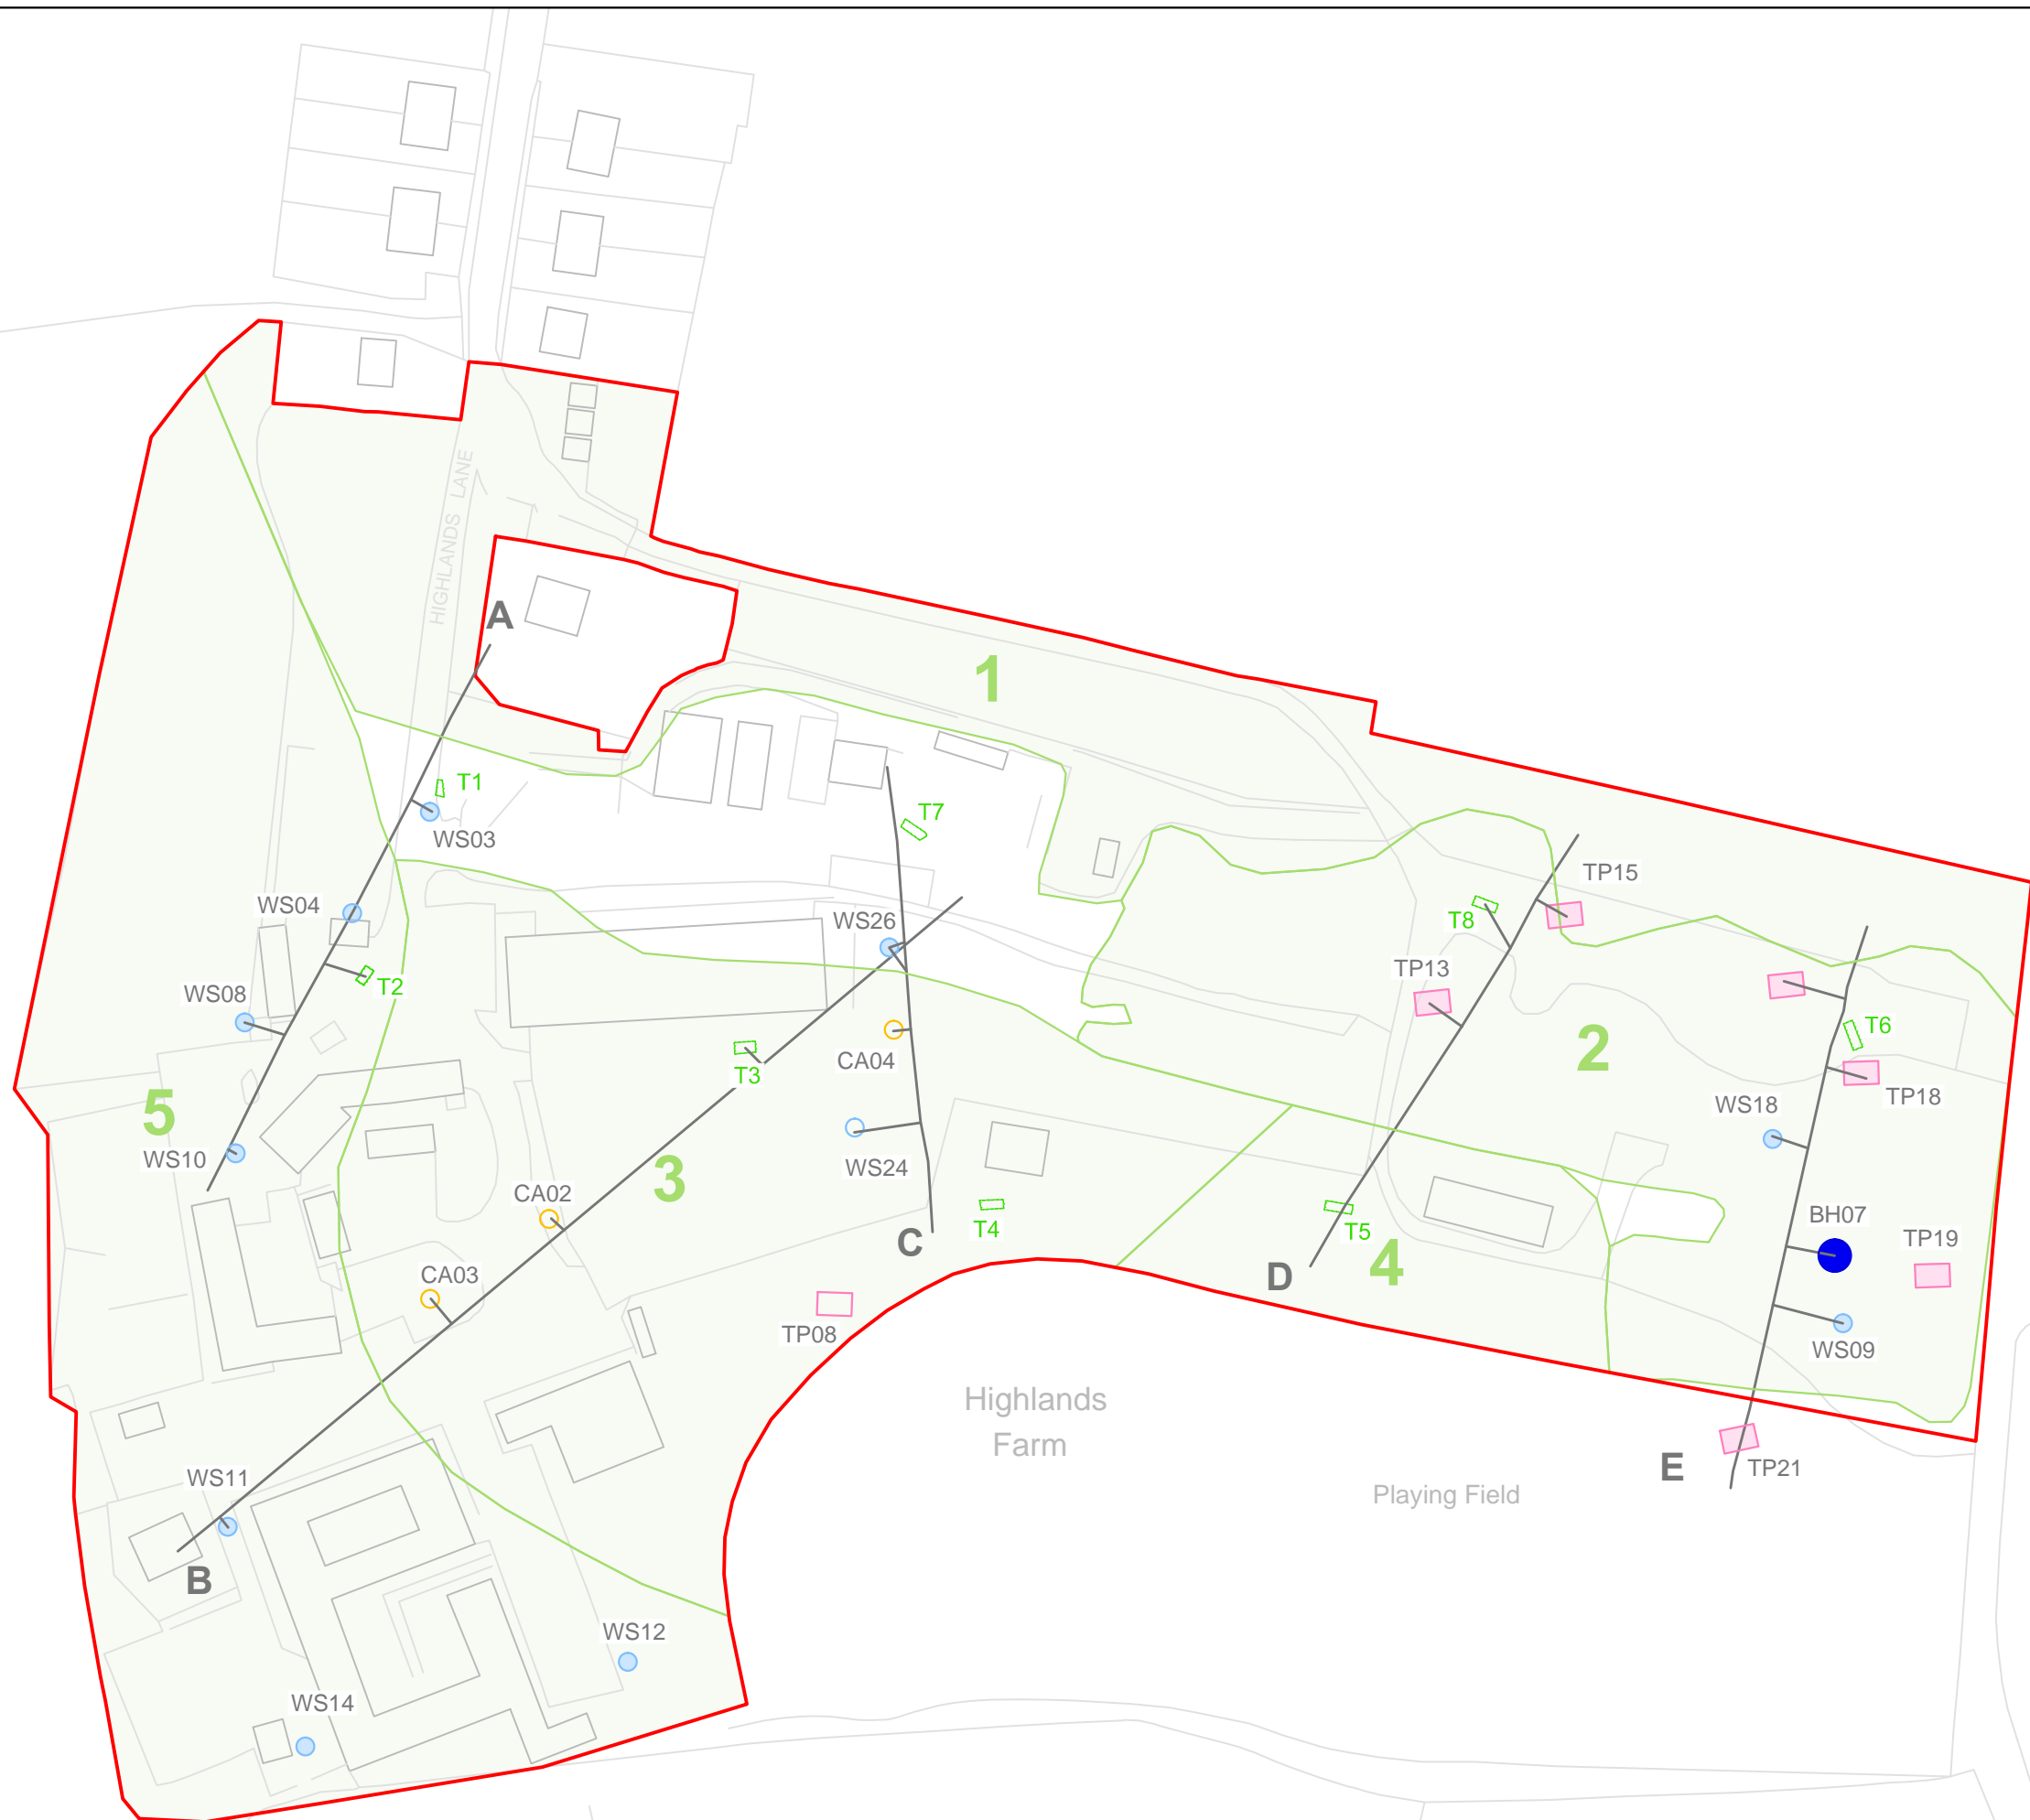 HIGHLANDS LANE
A
1
T1
T7
WS03
TP15
WS04
WS26
T8
TP13
WS08
T2
T6
2
CA04
T3
TP18
5
WS18
WS10
WS24
3
CA02
BH07
T4
T5
TP19
C
4
D
CA03
TP08
WS09
Highlands
Farm
E
TP21
WS11
Playing Field
B
WS12
WS14